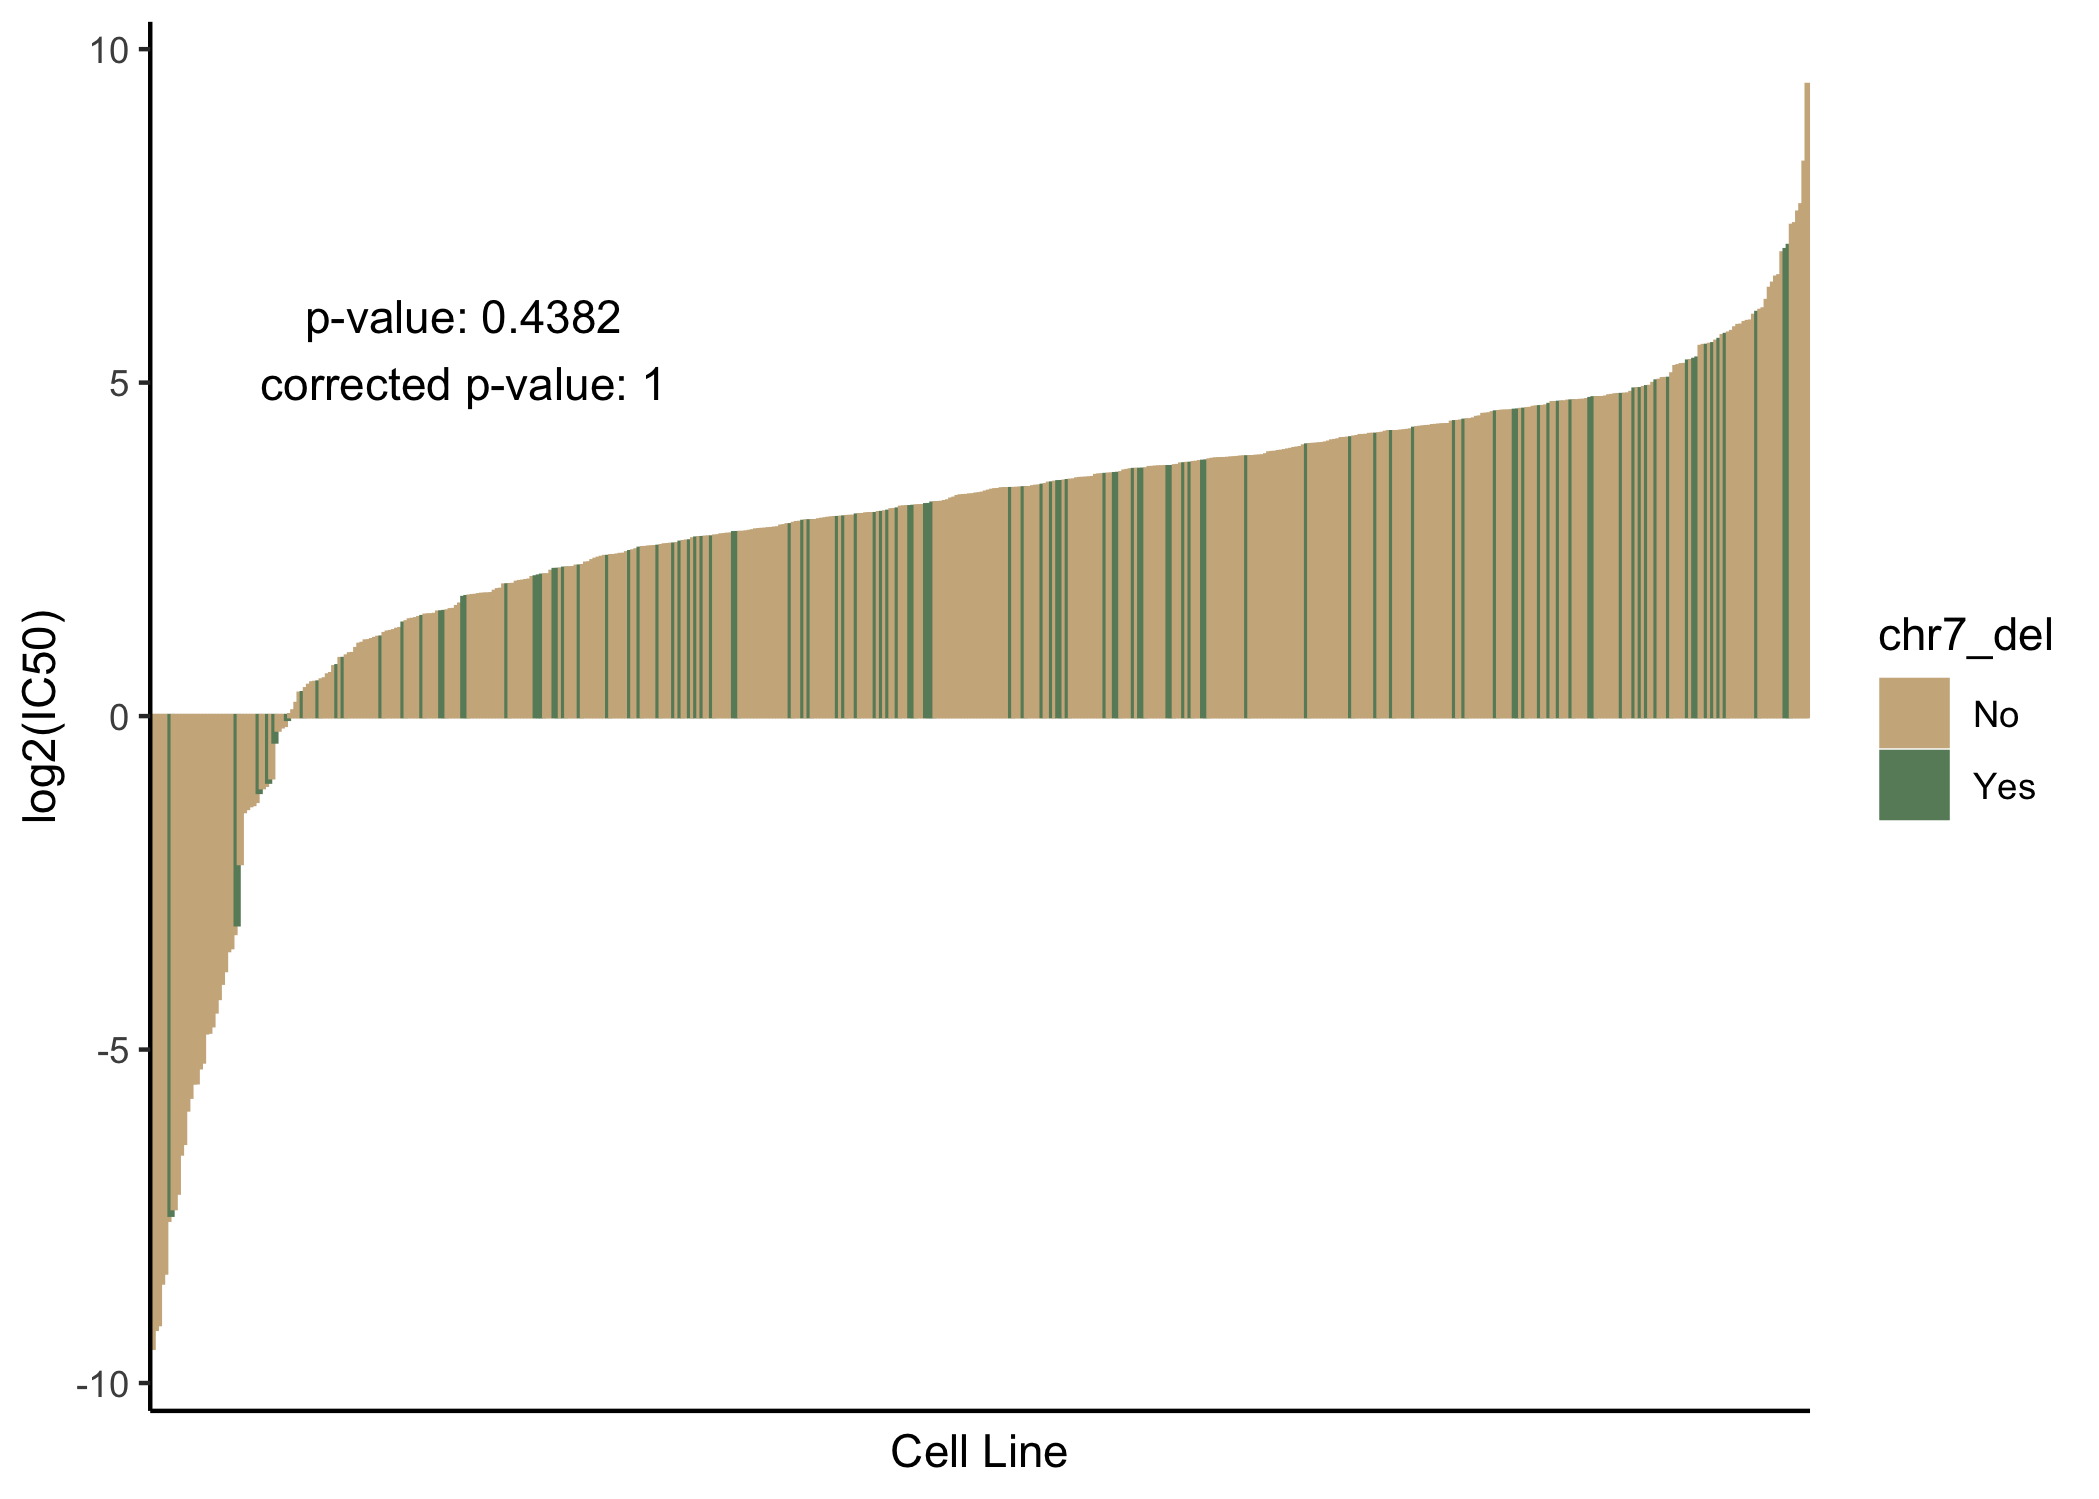 10
5
0
-5
-10
log2(IC50)
p-value: 0.4382
corrected p-value: 1
Cell Line
chr7_del
No
Yes